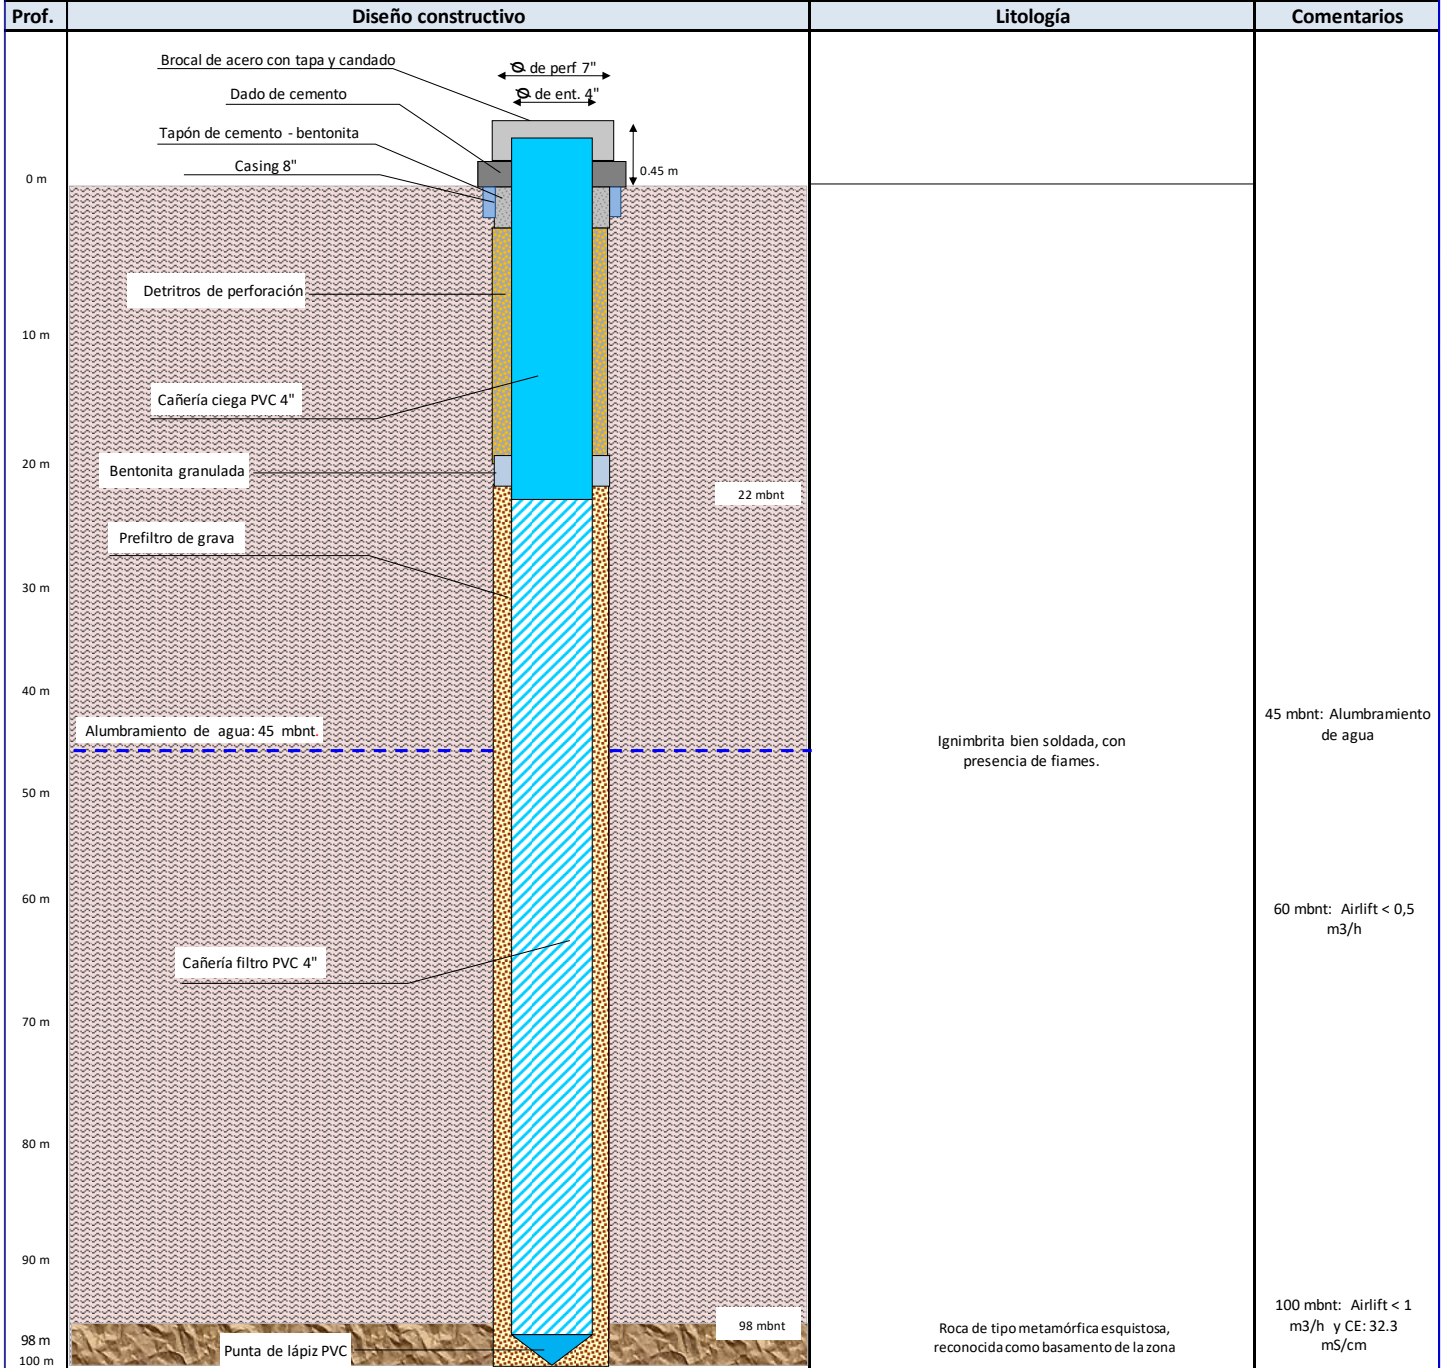 Prof.
Diseño constructivo
Litología
Comentarios
Brocal de acero con tapa y candado
Ø de perf 7"
Dado de cemento
Ø de ent. 4"
Tapón de cemento - bentonita
Casing 8"
0.45 m
0 m
Detritros de perforación
10 m
Cañería ciega PVC 4"
20 m
Bentonita granulada
22 mbnt
Prefiltro de grava
30 m
40 m
45 mbnt: Alumbramiento
de agua
Alumbramiento de agua: 45 mbnt.
Ignimbrita bien soldada, con
presencia de fiames.
50 m
60 m
60 mbnt: Airlift < 0,5
m3/h
Cañería filtro PVC 4"
70 m
80 m
90 m
100 mbnt: Airlift < 1
m3/h y CE: 32.3
mS/cm
98 mbnt
Roca de tipo metamórfica esquistosa,
reconocida como basamento de la zona
98 m
Punta de lápiz PVC
100 m